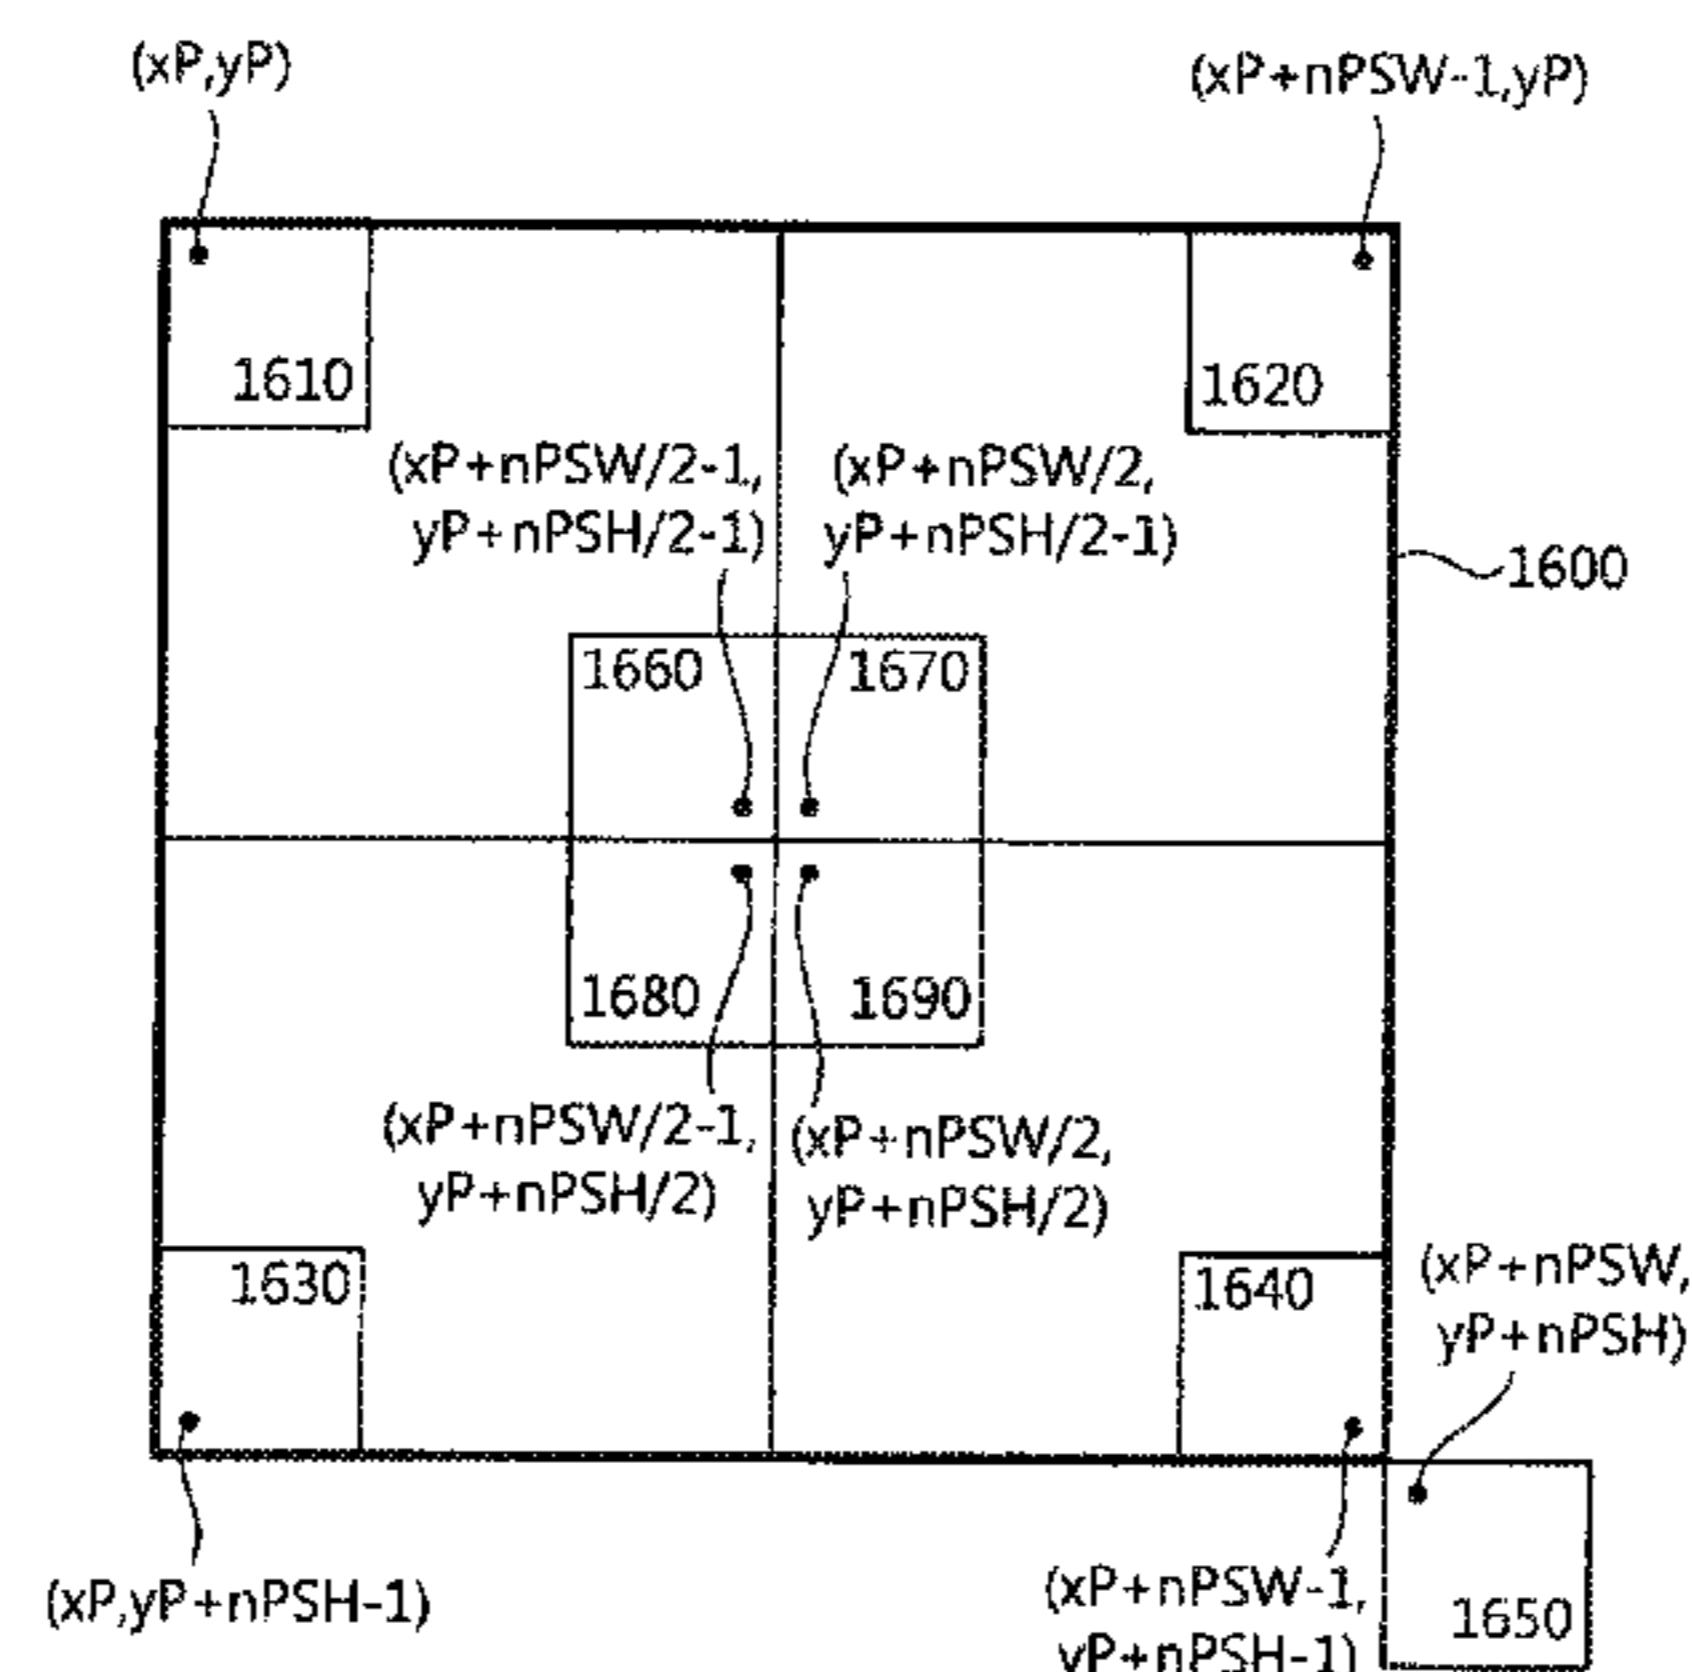 (xP,yP)
(xP+nPSW-1,yP)
1610
1620
(xP+nPSW/2-1,
yP+nPSH/2-1)
(xP+nPSW/2,
yP+nPSH/2-1)
1600
1660
1670
1680
1690
(xP+nPSW/2-1,
yP+nPSH/2)
(xP+nPSW/2,
yP+nPSH/2)
1630
1640
(xP+nPSW,
yP+nPSH)
(xP,yP+nPSH-1)
(xP+nPSW-1,
yP+nPSH-1)
1650